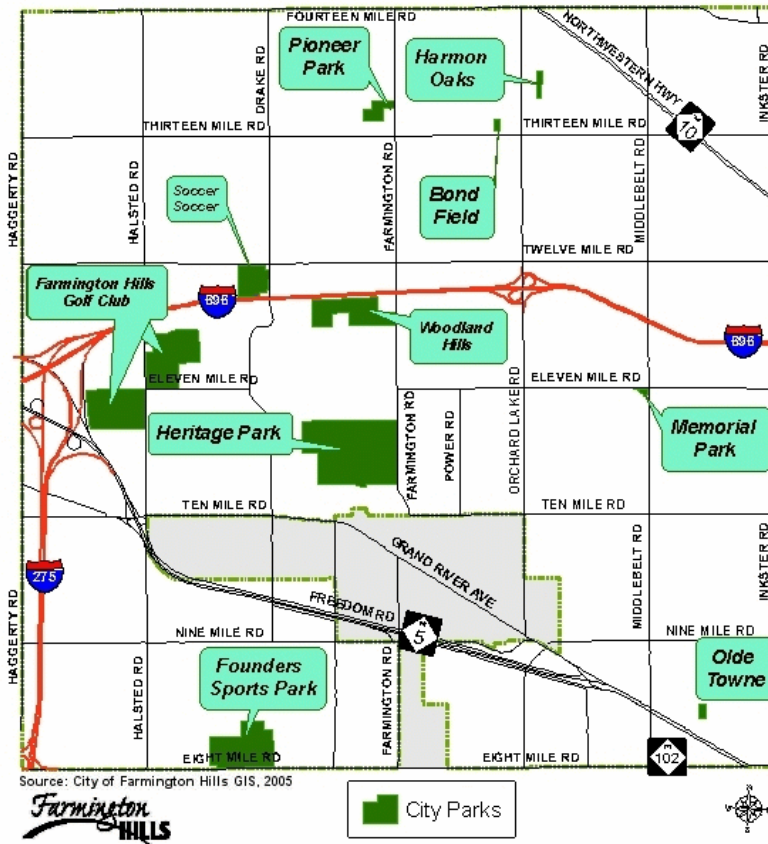 FOURTEEN MILE RD
NORTHWESTERN HWY
Pioneer
Park
Harmon
Oaks
DRAKE RD
INKSTER RD
10
THIRTEEN MILE RD
THIRTEEN MILE RD
HAGGERTY RD
HALSTED RD
FARMINGTON RD
MIDDLEBELT RD
Soccer
Soccer
Bond
Field
TWELVE MILE RD
Farmington Hills
Golf Club
696
Woodland
Hills
696
ELEVEN MILE RD
ELEVEN MILE RD
Heritage Park
FARMINGTON RD
POWER RD
ORCHARD LAKE RD
Memorial
Park
TEN MILE RD
TEN MILE RD
GRAND RIVER AVE
MIDDLEBELT RD
INKSTER RD
275
HAGGERTY RD
FREEDOM RD
M
5
NINE MILE RD
NINE MILE RD
Founders
Sports Park
Olde
Towne
HALSTED RD
FARMINGTON RD
EIGHT MILE RD
EIGHT MILE RD
102
Source: City of Farmington Hills GIS, 2005
Farmington
HILLS
City Parks